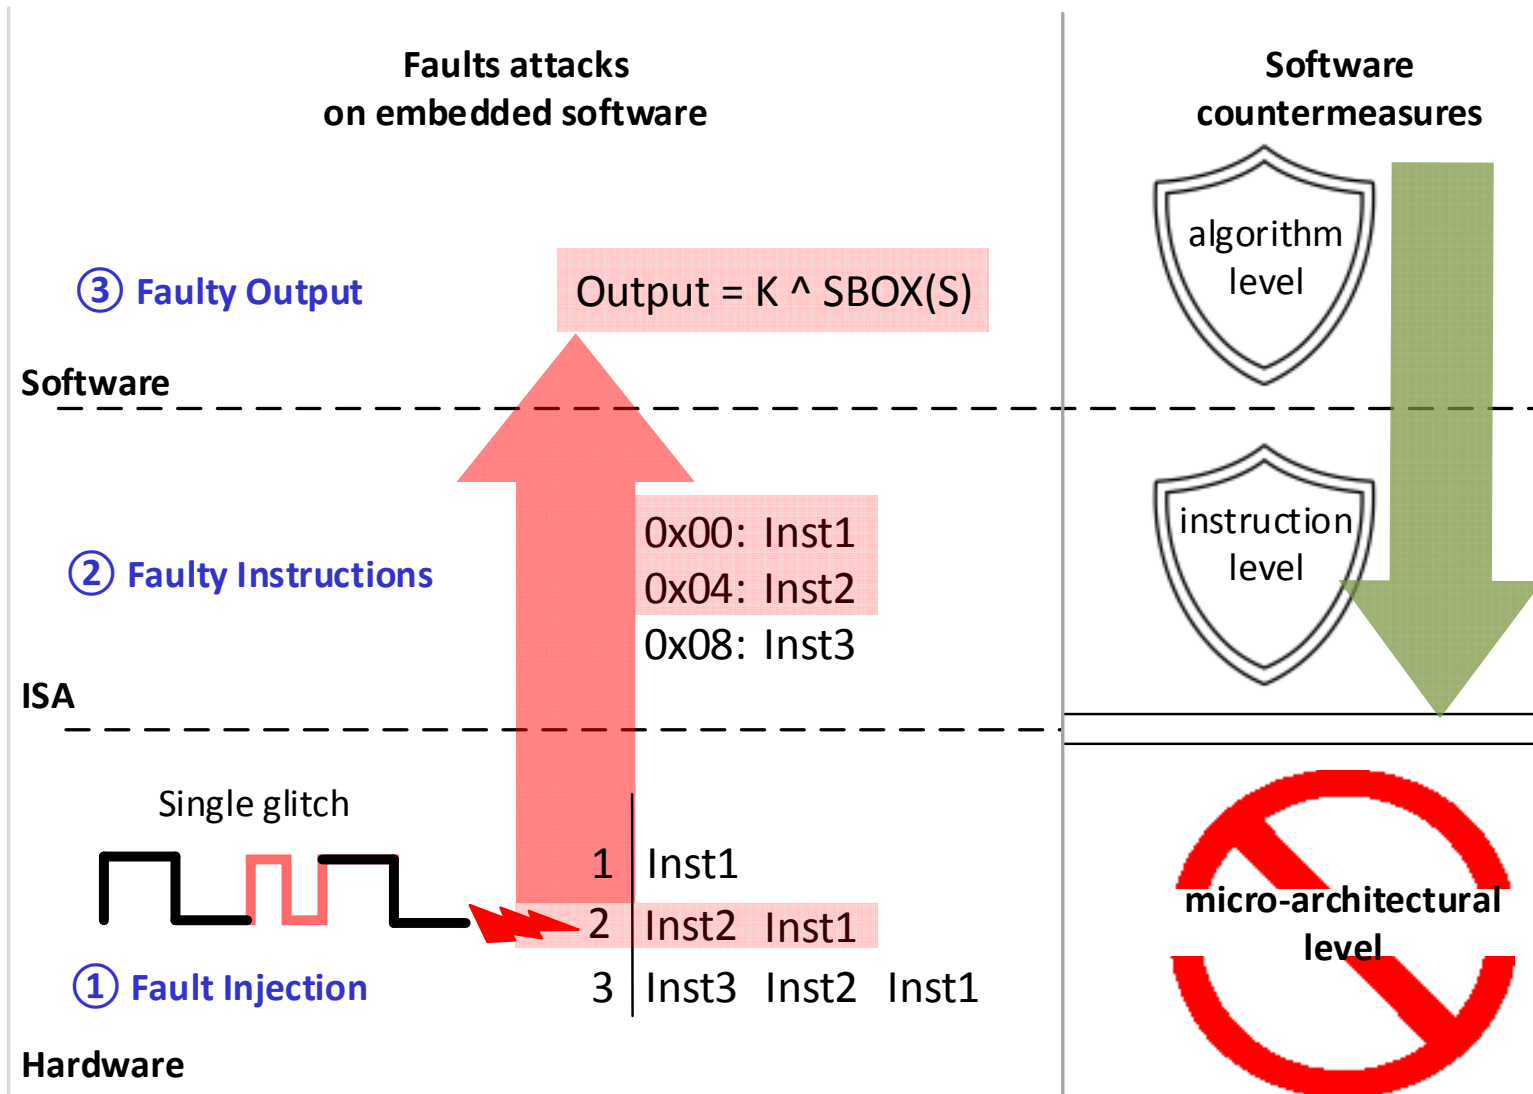 Faults attacks
on embedded software
③ Faulty Output
Output = K ^ SBOX(S)
Software
0x00: Inst1
② Faulty Instructions
0x04: Inst2
0x08: Inst3
ISA
Single glitch
1 Inst1
2 Inst2 Inst1
① Fault Injection
3 Inst3 Inst2 Inst1
Hardware
Software
countermeasures
algorithm
level
instruction
level
micro-architectural
level